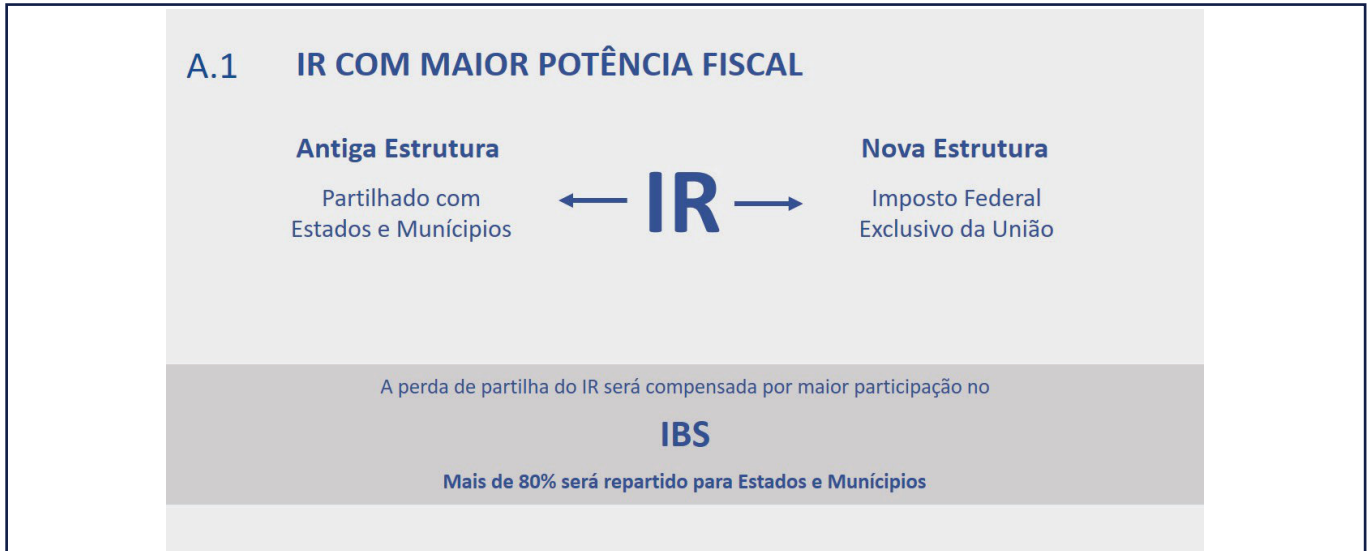 A.1 IR COM MAIOR POTÊNCIA FISCAL
Antiga Estrutura
Partilhado com
Estados e Munícipios
IR
Nova Estrutura
Imposto Federal
Exclusivo da União
A perda de partilha do IR será compensada por maior participação no
IBS
Mais de 80% será repartido para Estados e Munícipios